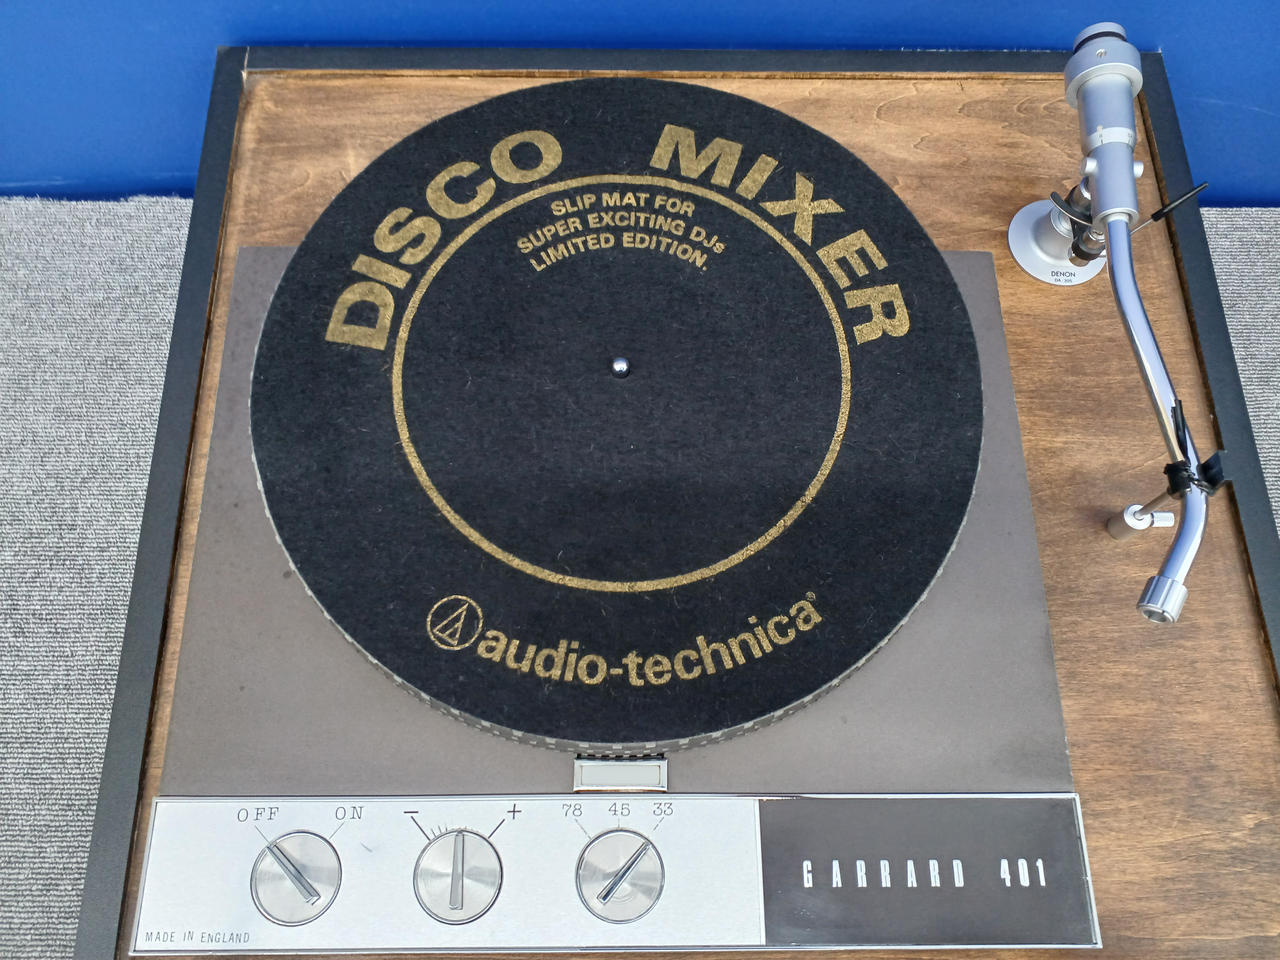 DISCO MIXER
SLIP MAT FOR
SUPER EXCITING DJs
LIMITED EDITION.
audio-technica®
DENON
OFF ON
- +
78 45 33
GARRARD 401
MADE IN ENGLAND